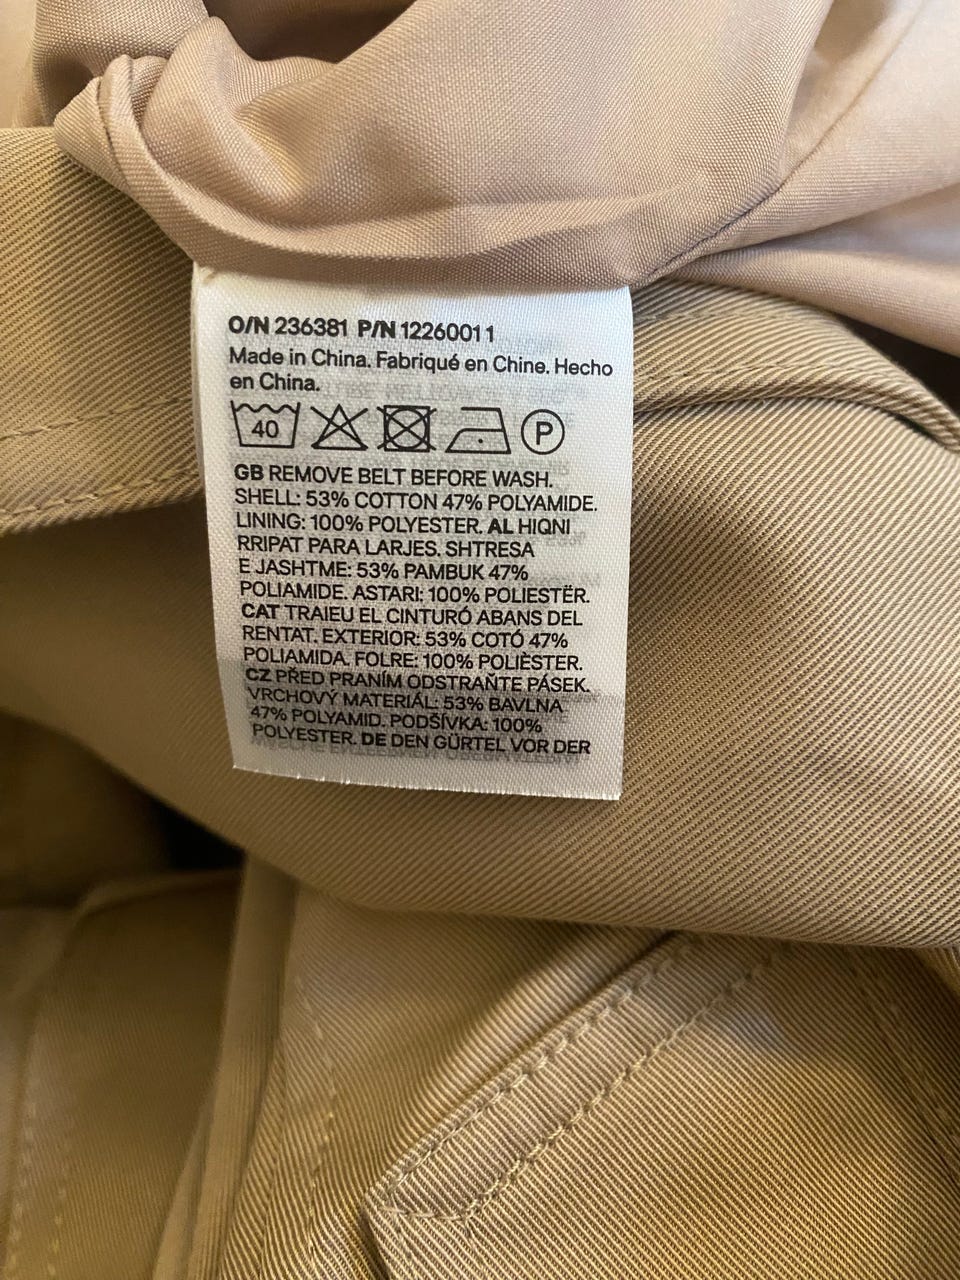 O/N 236381 P/N 12260011
Made in China. Fabriqué en Chine. Hecho
en China.
40 P
GB REMOVE BELT BEFORE WASH.
SHELL: 53% COTTON 47% POLYAMIDE.
LINING: 100% POLYESTER. AL HIQNI
RRIPAT PARA LARJES. SHTRESA
E JASHTME: 53% PAMBUK 47%
POLIAMIDE. ASTARI: 100% POLIESTËR.
CAT TRAIEU EL CINTURÓ ABANS DEL
RENTAT. EXTERIOR: 53% COTÓ 47%
POLIAMIDA. FOLRE: 100% POLIÈSTER.
CZ PŘED PRANÍM ODSTRAŇTE PÁSEK.
VRCHOVÝ MATERIÁL: 53% BAVLNA
47% POLYAMID. PODŠÍVKA: 100%
POLYESTER. DE DEN GÜRTEL VOR DER